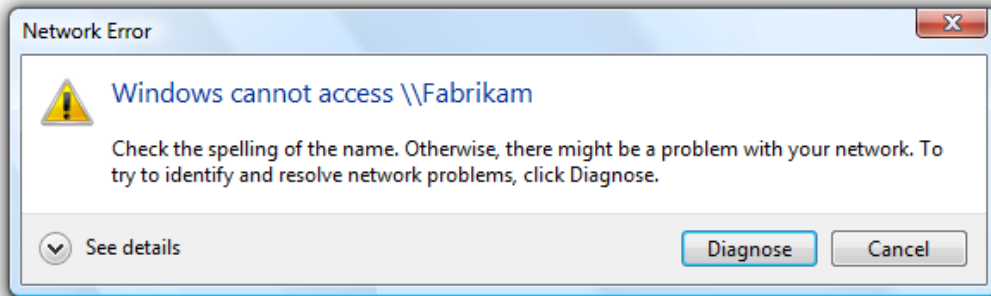 Network Error
Windows cannot access \\Fabrikam
Check the spelling of the name. Otherwise, there might be a problem with your network. To
try to identify and resolve network problems, click Diagnose.
See details
Diagnose
Cancel